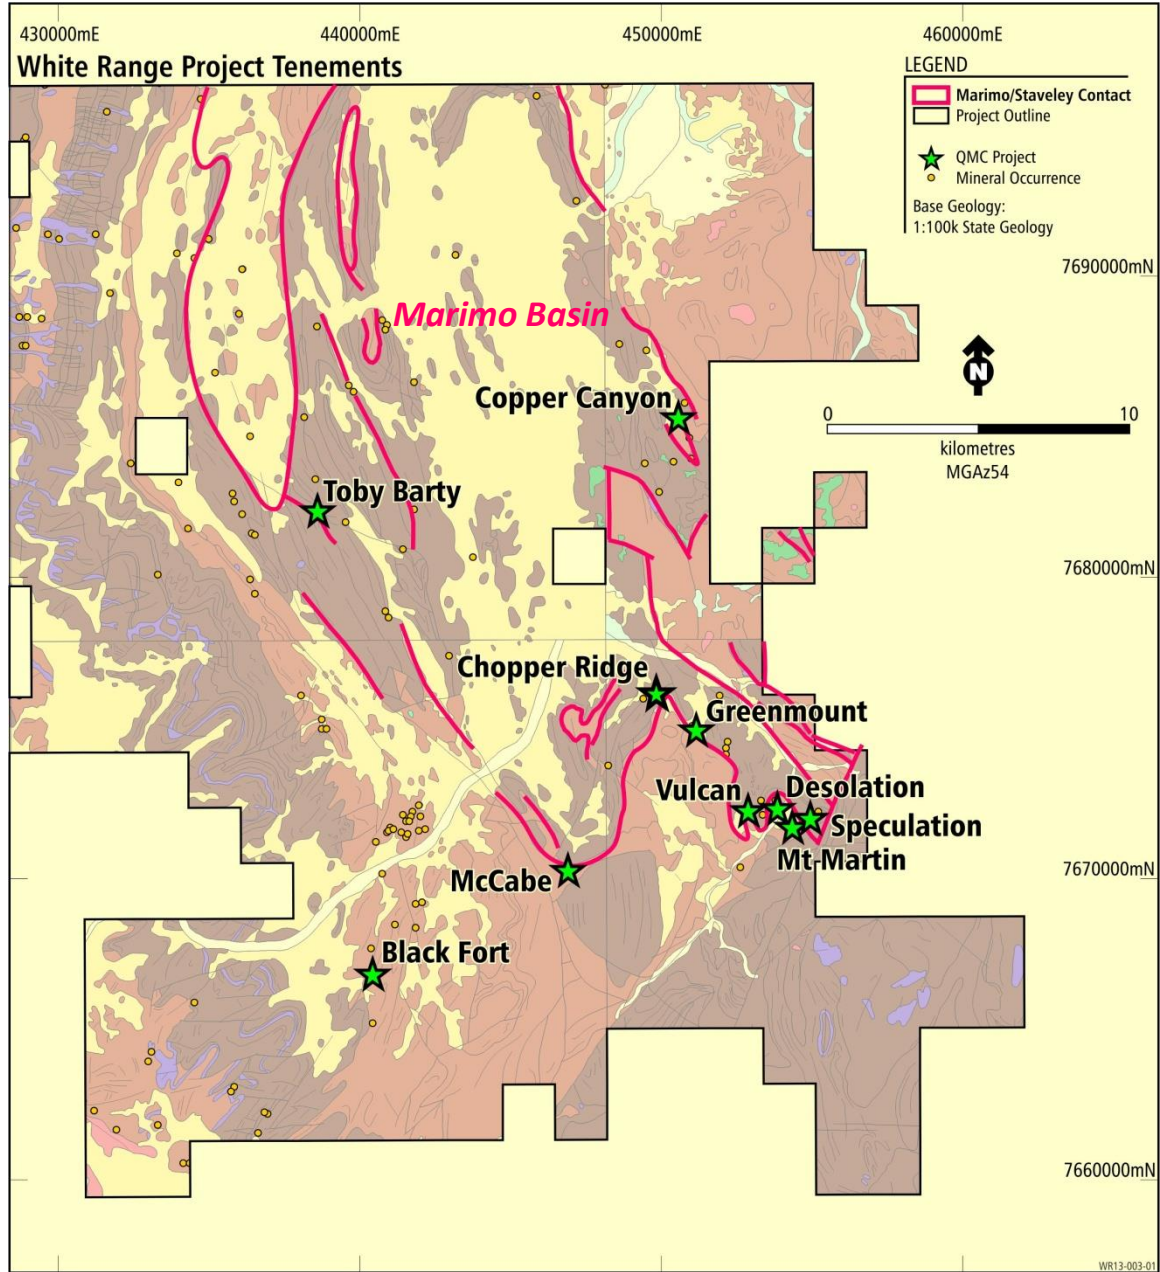 430000mE
440000mE
450000mE
460000mE
White Range Project Tenements
LEGEND
Marimo/Staveley Contact
Project Outline
QMC Project
Mineral Occurrence
Base Geology:
1:100k State Geology
7690000mN
Marimo Basin
N
Copper Canyon
0
10
kilometres
MGAz54
Toby Barty
7680000mN
Chopper Ridge
Greenmount
Vulcan
Desolation
Speculation
Mt Martin
McCabe
7670000mN
Black Fort
7660000mN
WR13-003-01